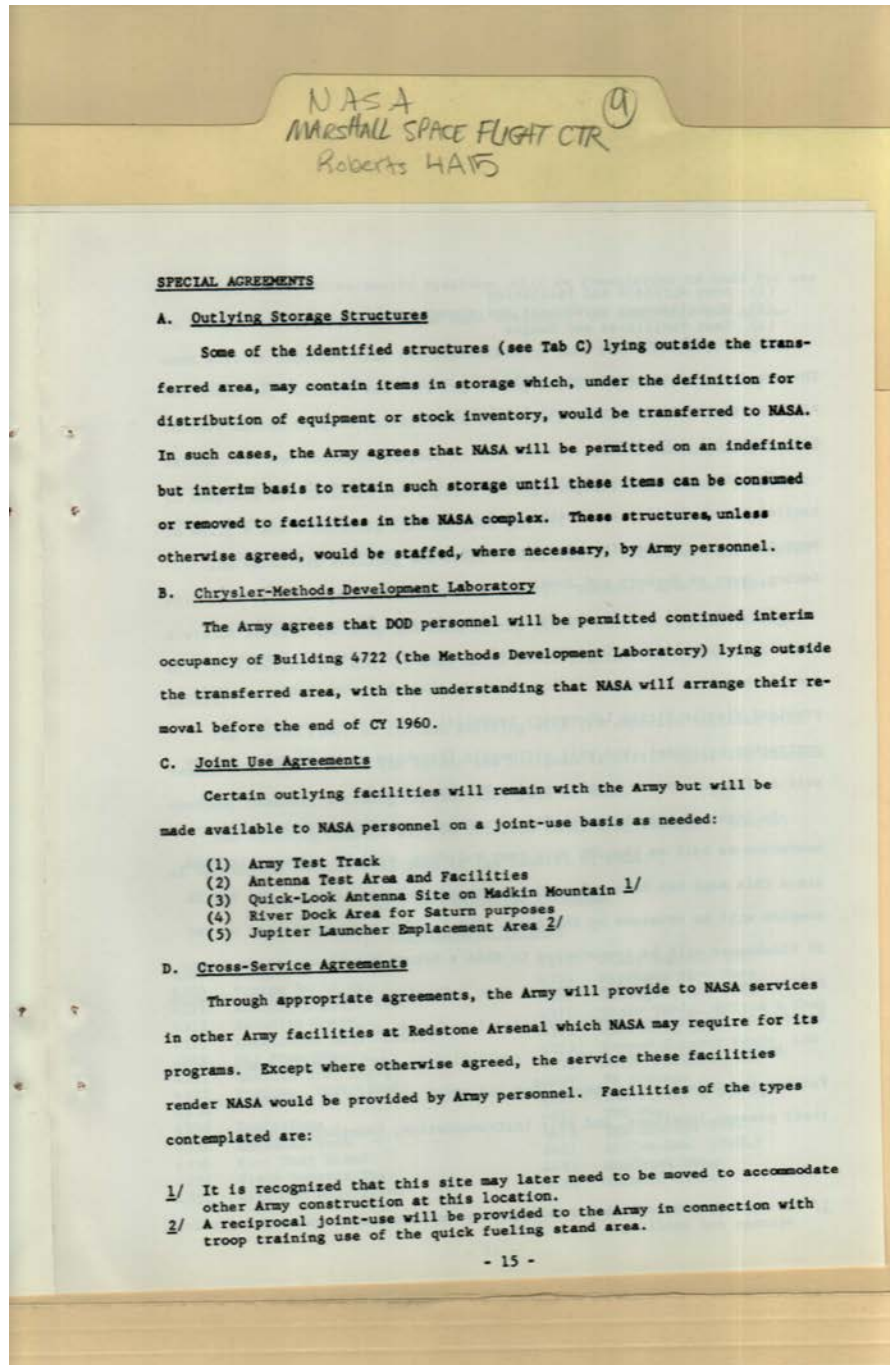 NASA
9
MARSHALL SPACE FLIGHT CTR
Roberts
SPECIAL AGREEMENTS
A. Outlying Storage Structures
Some of the identified structures (see Tab C) lying outside the trans-
ferred area, may contain items in storage which, under the definition for
distribution of equipment or stock inventory, would be transferred to NASA.
In such cases, the Army agrees that NASA will be permitted on an indefinite
but interim basis to retain such storage until these items can be consumed
or removed to facilities in the NASA complex. These structures, unless
otherwise agreed, would be staffed, where necessary, by Army personnel.
B. Chrysler-Methods Development Laboratory
The Army agrees that DOD personnel will be permitted continued interim
occupancy of Building 4722 (the Methods Development Laboratory) lying outside
the transferred area, with the understanding that NASA will arrange their re-
moval before the end of CY 1960.
C. Joint Use Agreements
Certain outlying facilities will remain with the Army but will be
made available to NASA personnel on a joint-use basis as needed:
(1) Army Test Track
(2) Antenna Test Area and Facilities
(3) Quick-Look Antenna Site on Madkin Mountain 1/
(4) River Dock Area for Saturn purposes
(5) Jupiter Launcher Emplacement Area 2/
D. Cross-Service Agreements
Through appropriate agreements, the Army will provide to NASA services
in other Army facilities at Redstone Arsenal which NASA may require for its
programs. Except where otherwise agreed, the service these facilities
render NASA would be provided by Army personnel. Facilities of the types
contemplated are:
1/ It is recognized that this site may later need to be moved to accommodate
other Army construction at this location.
2/ A reciprocal joint-use will be provided to the Army in connection with
troop training use of the quick fueling stand area.
- 15 -